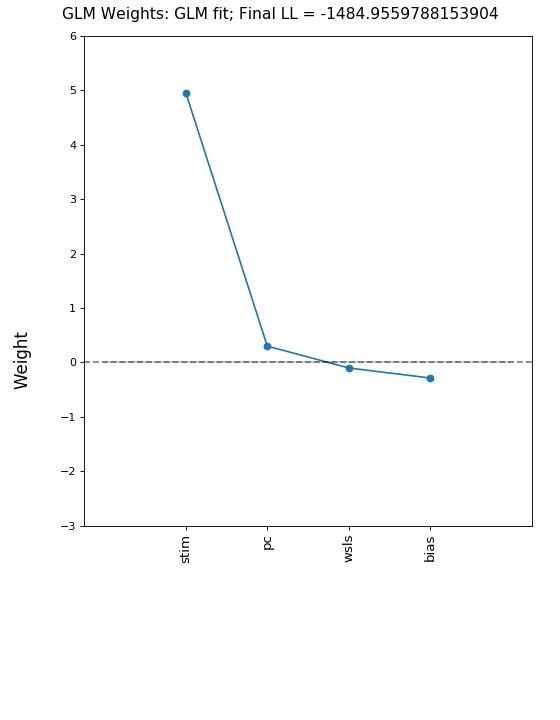 GLM Weights: GLM fit; Final LL = -1484.9559788153904
6
5
4
3
2
1
0
−1
−2
−3
Weight
stim
pc
wsls
bias